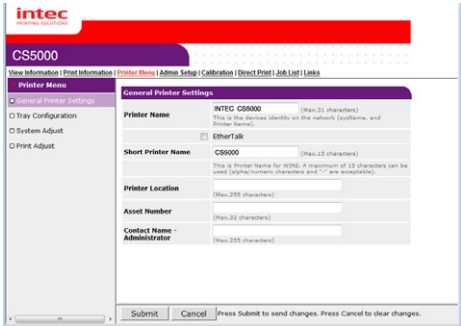 intec
PRINTING SOLUTIONS
CS5000
View Information | Print Information | Printer Menu | Admin Setup | Calibration | Direct Print | Job List | Links
Printer Menu
General Printer Settings
Tray Configuration
System Adjust
Print Adjust
General Printer Settings
Printer Name
INTEC CS5000
(Max.31 characters)
This is the devices identity on the network (sysName, and
Printer Name).
EtherTalk
Short Printer Name
CS5000
(Max.15 characters)
This is Printer Name for WINS. A maximum of 15 characters can be
used (alpha/numeric characters and "-" are acceptable).
Printer Location
(Max.255 characters)
Asset Number
(Max.32 characters)
Contact Name -
Administrator
(Max.255 characters)
Submit
Cancel
Press Submit to send changes. Press Cancel to clear changes.